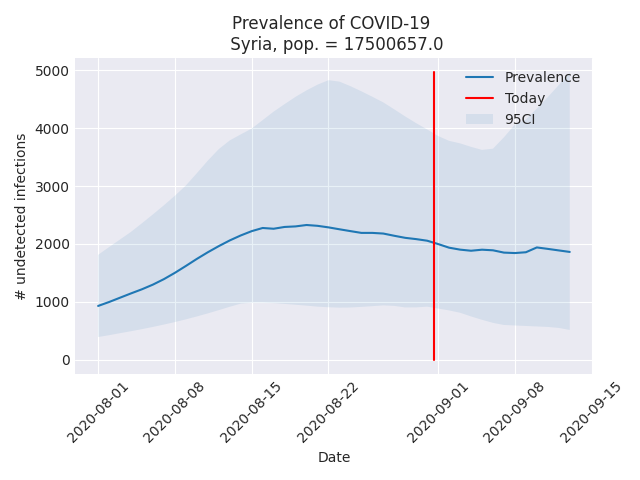 Prevalence of COVID-19
Syria, pop. = 17500657.0
# undetected infections
5000
4000
3000
2000
1000
0
Prevalence
Today
95CI
2020-08-01
2020-08-08
2020-08-15
2020-08-22
2020-09-01
2020-09-08
2020-09-15
Date